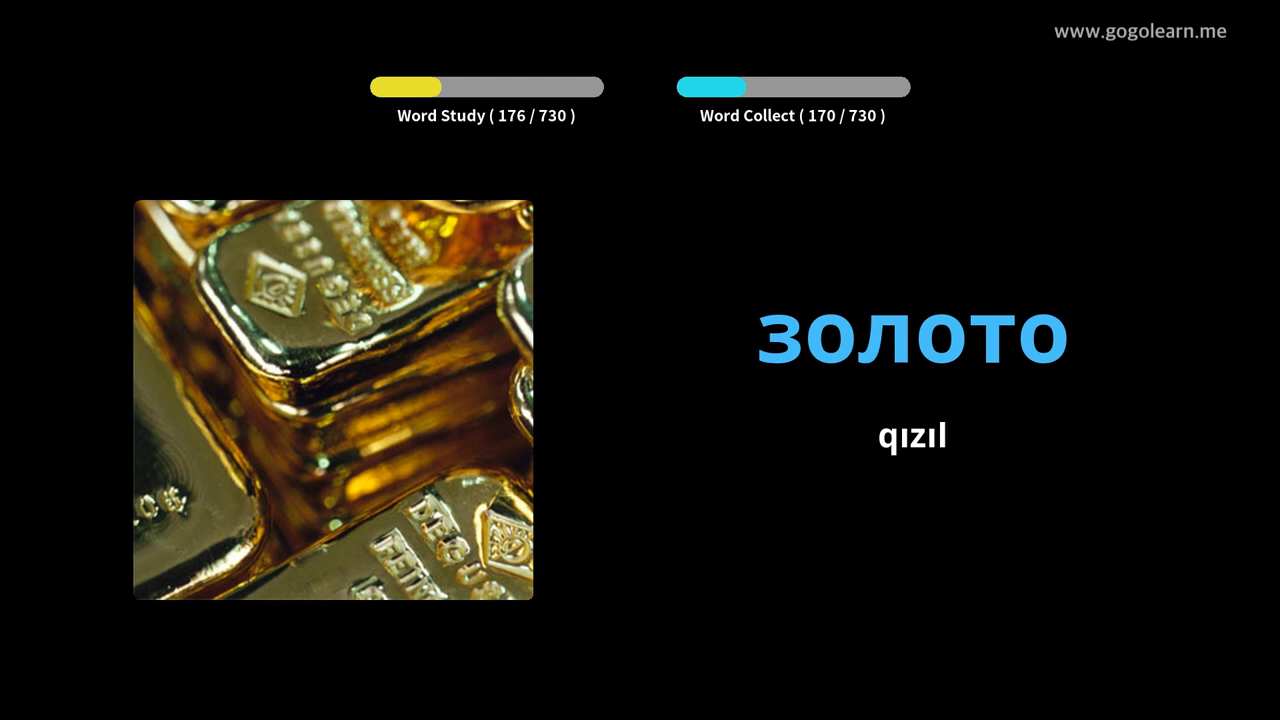 www.gogolearn.me
Word Study ( 176 / 730 )
Word Collect ( 170 / 730 )
золото
qızıl